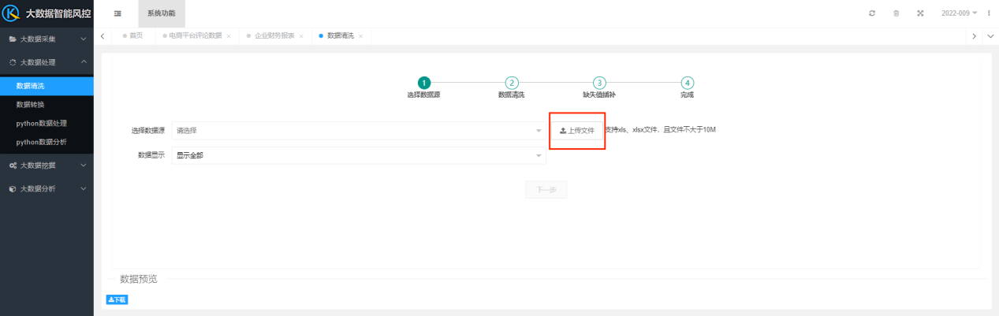 大数据智能风控
系统功能
2022-009
大数据采集
大数据处理
数据清洗
数据转换
python数据处理
python数据分析
大数据挖掘
大数据分析
首页
电商平台评论数据 ×
企业财务报表 ×
数据清洗 ×
1
2
3
4
选择数据源
数据清洗
缺失值插补
完成
选择数据源
请选择
上传文件
支持xls、xlsx文件，且文件不大于10M
数据显示
显示全部
下一步
数据预览
下载